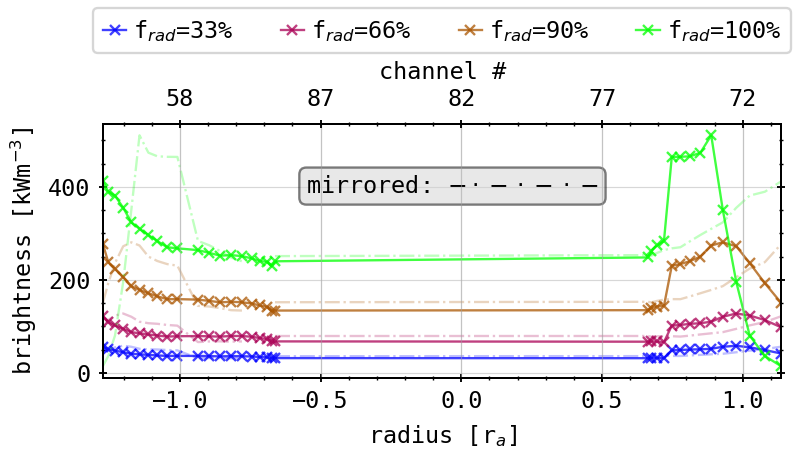 f_rad=33% f_rad=66% f_rad=90% f_rad=100%
channel #
58 87 82 77 72
mirrored:
brightness [kWm⁻³]
400
200
0
−1.0 −0.5 0.0 0.5 1.0
radius [r_a]